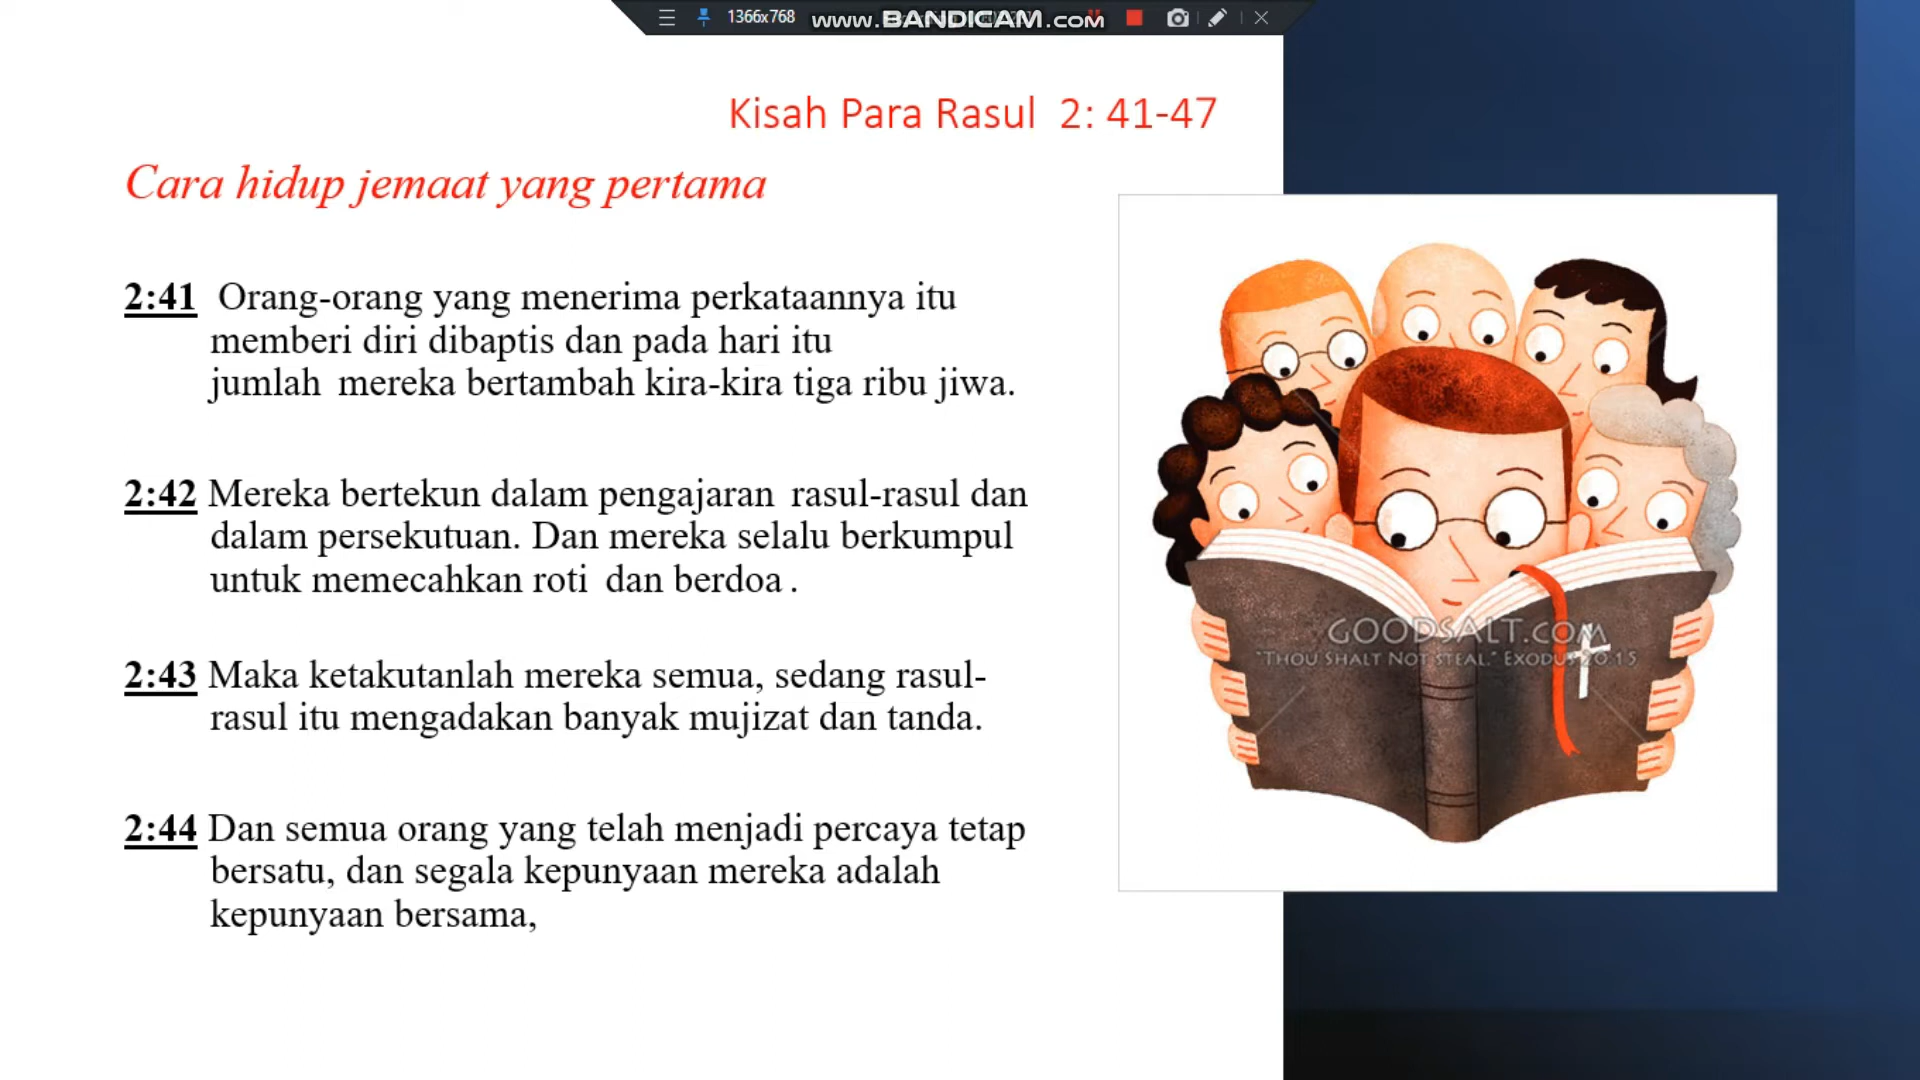 1366x768 www.BANDICAM.com
Kisah Para Rasul 2: 41-47
Cara hidup jemaat yang pertama
2:41 Orang-orang yang menerima perkataannya itu
memberi diri dibaptis dan pada hari itu
jumlah mereka bertambah kira-kira tiga ribu jiwa.
2:42 Mereka bertekun dalam pengajaran rasul-rasul dan
dalam persekutuan. Dan mereka selalu berkumpul
untuk memecahkan roti dan berdoa .
2:43 Maka ketakutanlah mereka semua, sedang rasul-
rasul itu mengadakan banyak mujizat dan tanda.
2:44 Dan semua orang yang telah menjadi percaya tetap
bersatu, dan segala kepunyaan mereka adalah
kepunyaan bersama,
GOODSALT.COM
"THOU SHALT NOT STEAL." EXODUS 20:15